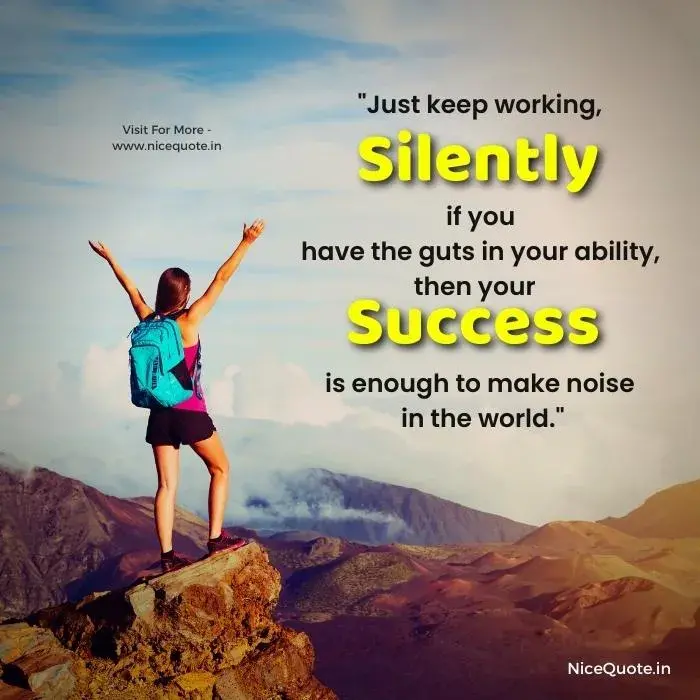 Visit For More -
www.nicequote.in
"Just keep working,
Silently
if you
have the guts in your ability,
then your
Success
is enough to make noise
in the world."
NiceQuote.in